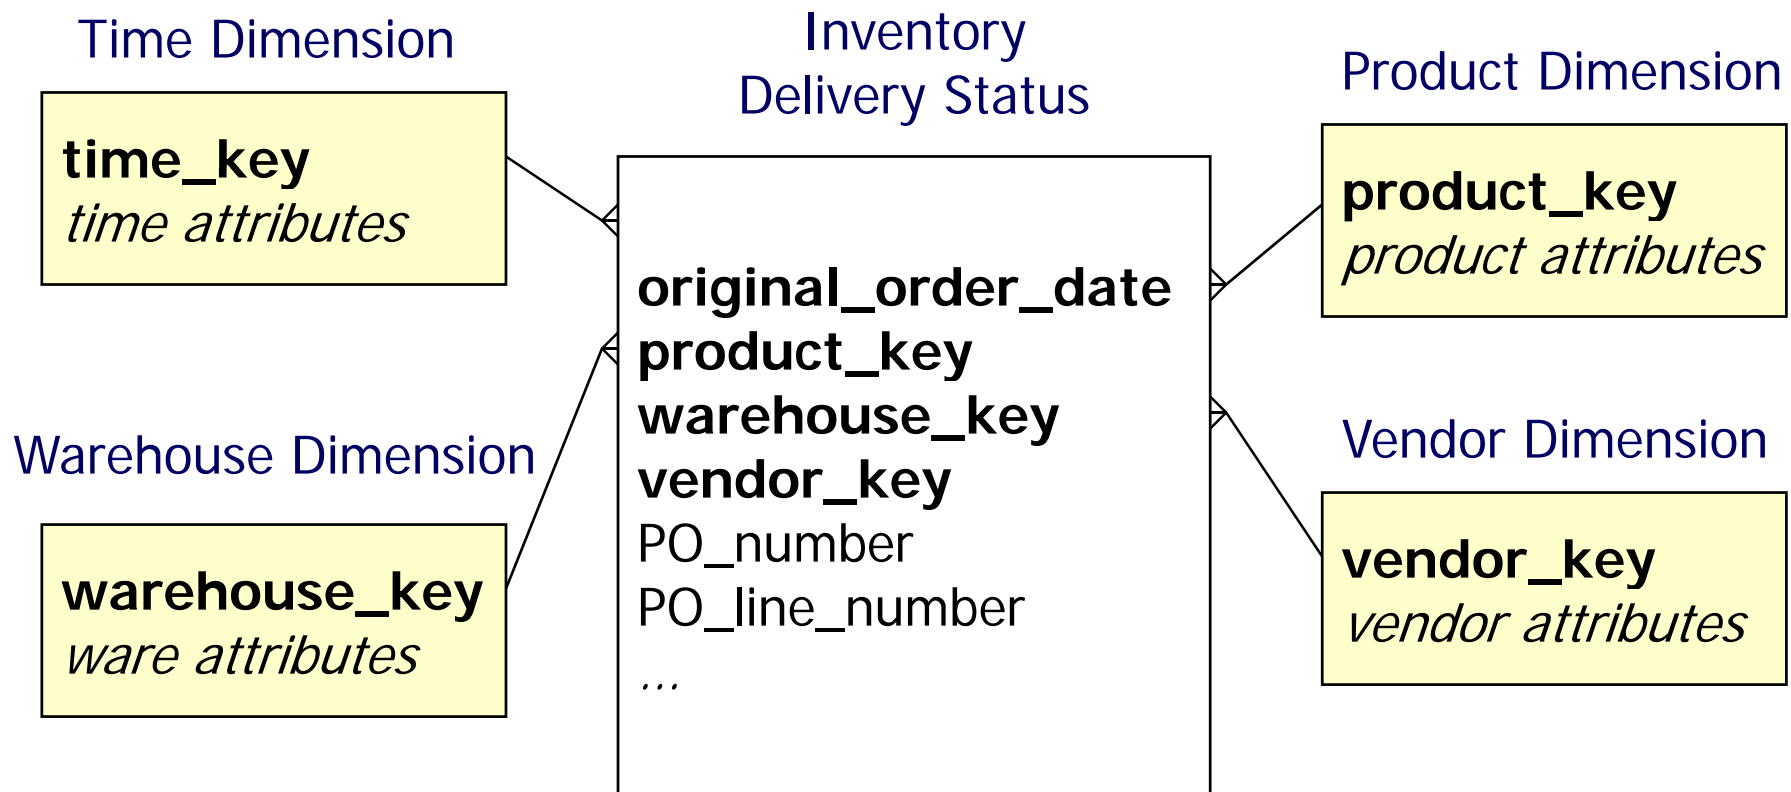 Time Dimension
time_key
time attributes
Warehouse Dimension
warehouse_key
ware attributes
Inventory
Delivery Status
original_order_date
product_key
warehouse_key
vendor_key
PO_number
PO_line_number
...
Product Dimension
product_key
product attributes
Vendor Dimension
vendor_key
vendor attributes